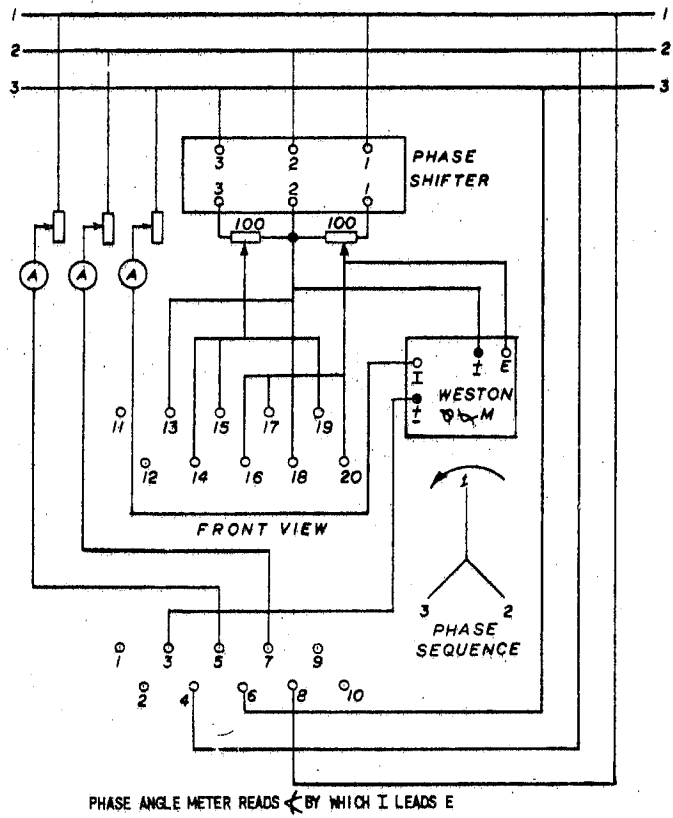 1 1
2 2
3 3
3 2 1
3 2 1
PHASE
SHIFTER
100 100
A A A
I ± E
WESTON
±
M
11 13 15 17 19
12 14 16 18 20
FRONT VIEW
1
3 2
PHASE
SEQUENCE
1 3 5 7 9
2 4 6 8 10
PHASE ANGLE METER READS ∢ BY WHICH I LEADS E